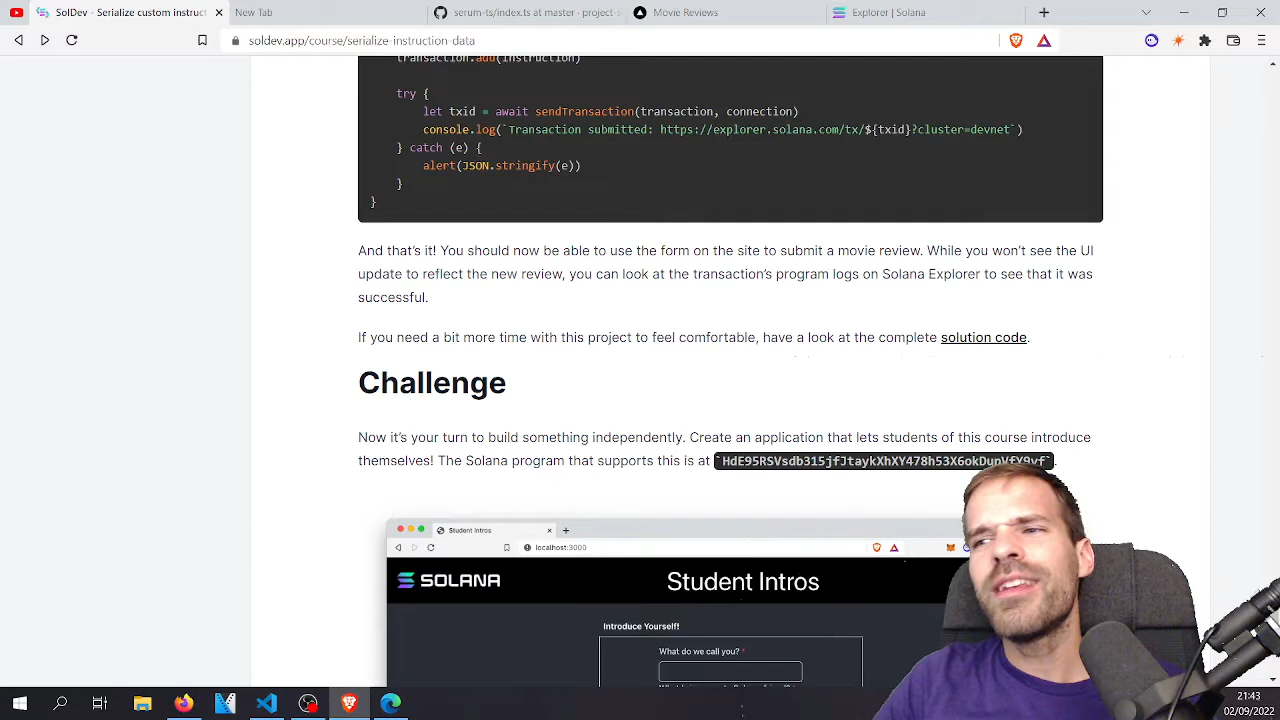 SolDev - Serialize custom instruct
New Tab
serum-ts/index.ts at master · project-s
Movie Reviews
Explorer | Solana
soldev.app/course/serialize-instruction-data
transaction.add(instruction)
try {
let txid = await sendTransaction(transaction, connection)
console.log(`Transaction submitted: https://explorer.solana.com/tx/${txid}?cluster=devnet`)
} catch (e) {
alert(JSON.stringify(e))
}
}
And that's it! You should now be able to use the form on the site to submit a movie review. While you won't see the UI
update to reflect the new review, you can look at the transaction's program logs on Solana Explorer to see that it was
successful.
If you need a bit more time with this project to feel comfortable, have a look at the complete solution code.
Challenge
Now it's your turn to build something independently. Create an application that lets students of this course introduce
themselves! The Solana program that supports this is at `HdE95RSVsdb315jfJtaykXhXY478h53X6okDupVfY9yf`.
Student Intros
localhost:3000
SOLANA
Student Intros
Introduce Yourself!
What do we call you? *
21:43
02/09/2022